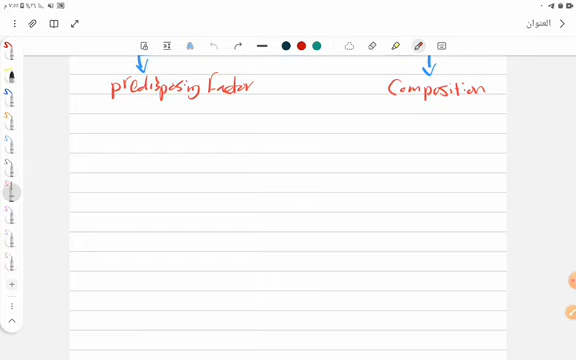 العنوان
predisposing Factor
Composition